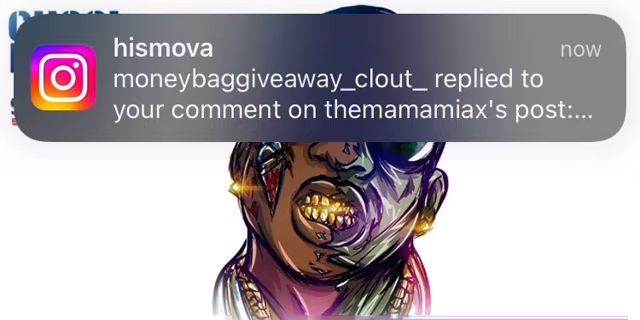 hismova
now
moneybaggiveaway_clout_ replied to
your comment on themamamiax's post:...